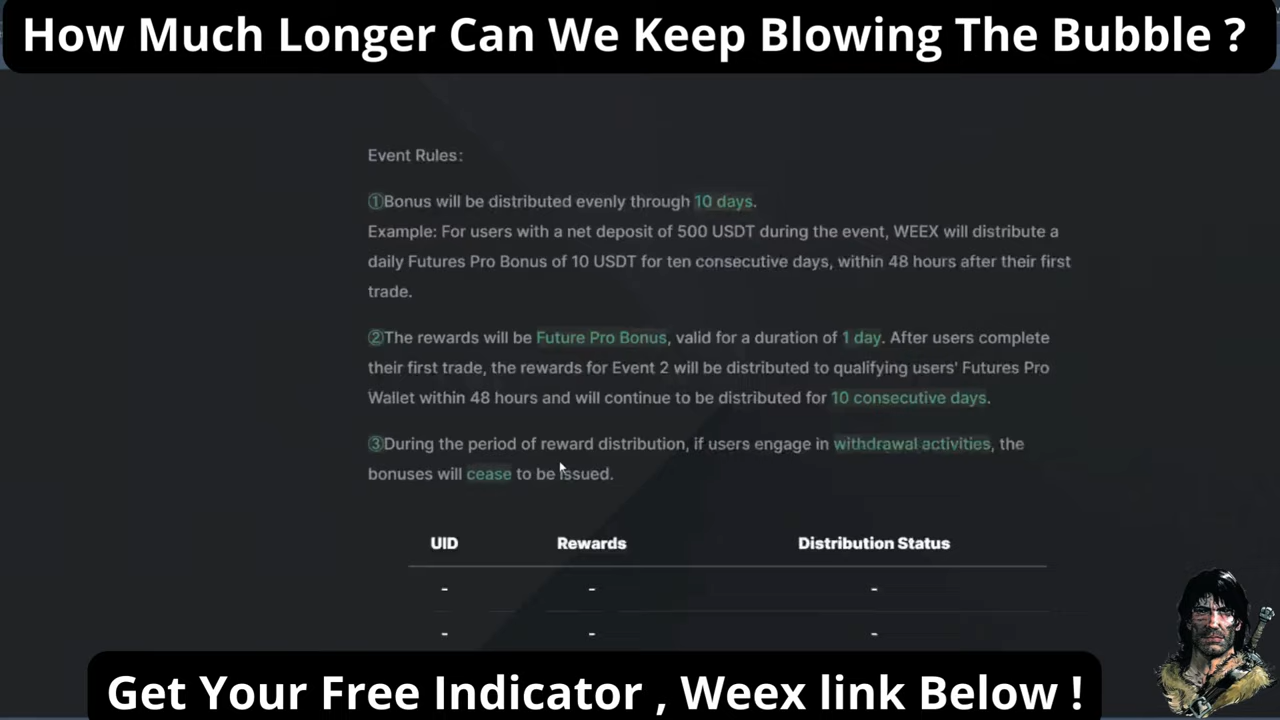 How Much Longer Can We Keep Blowing The Bubble ?
Event Rules:
①Bonus will be distributed evenly through 10 days.
Example: For users with a net deposit of 500 USDT during the event, WEEX will distribute a
daily Futures Pro Bonus of 10 USDT for ten consecutive days, within 48 hours after their first
trade.
②The rewards will be Future Pro Bonus, valid for a duration of 1 day. After users complete
their first trade, the rewards for Event 2 will be distributed to qualifying users' Futures Pro
Wallet within 48 hours and will continue to be distributed for 10 consecutive days.
③During the period of reward distribution, if users engage in withdrawal activities, the
bonuses will cease to be issued.
UID Rewards Distribution Status
- - -
- - -
Get Your Free Indicator , Weex link Below !